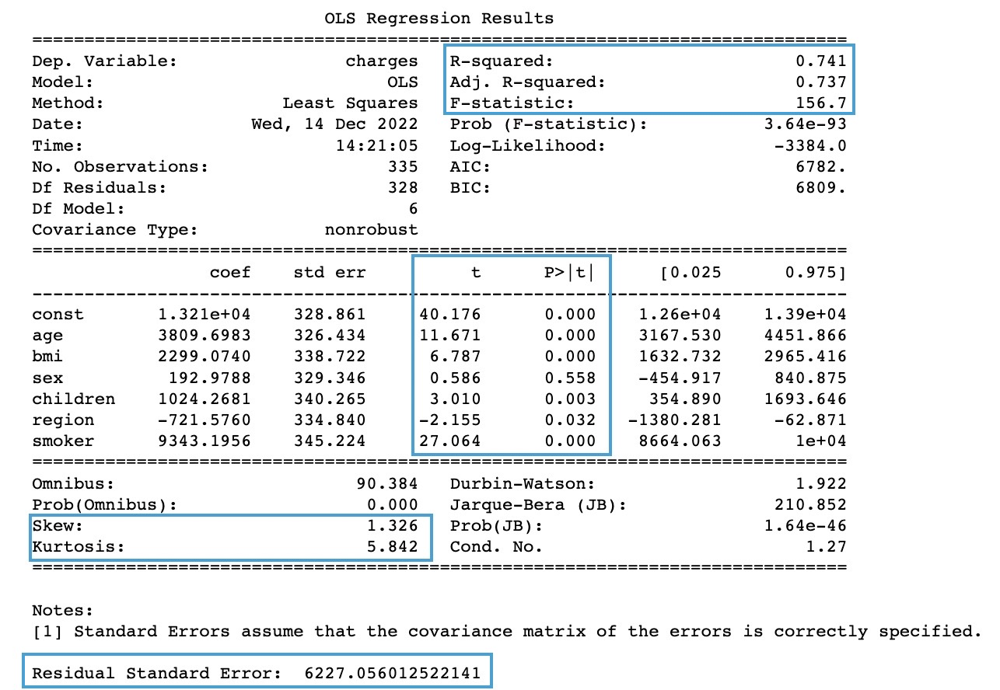 OLS Regression Results
==============================================================================
Dep. Variable: charges R-squared: 0.741
Model: OLS Adj. R-squared: 0.737
Method: Least Squares F-statistic: 156.7
Date: Wed, 14 Dec 2022 Prob (F-statistic): 3.64e-93
Time: 14:21:05 Log-Likelihood: -3384.0
No. Observations: 335 AIC: 6782.
Df Residuals: 328 BIC: 6809.
Df Model: 6
Covariance Type: nonrobust
==============================================================================
coef std err t P>|t| [0.025 0.975]
------------------------------------------------------------------------------
const 1.321e+04 328.861 40.176 0.000 1.26e+04 1.39e+04
age 3809.6983 326.434 11.671 0.000 3167.530 4451.866
bmi 2299.0740 338.722 6.787 0.000 1632.732 2965.416
sex 192.9788 329.346 0.586 0.558 -454.917 840.875
children 1024.2681 340.265 3.010 0.003 354.890 1693.646
region -721.5760 334.840 -2.155 0.032 -1380.281 -62.871
smoker 9343.1956 345.224 27.064 0.000 8664.063 1e+04
==============================================================================
Omnibus: 90.384 Durbin-Watson: 1.922
Prob(Omnibus): 0.000 Jarque-Bera (JB): 210.852
Skew: 1.326 Prob(JB): 1.64e-46
Kurtosis: 5.842 Cond. No. 1.27
==============================================================================
Notes:
[1] Standard Errors assume that the covariance matrix of the errors is correctly specified.
Residual Standard Error: 6227.056012522141